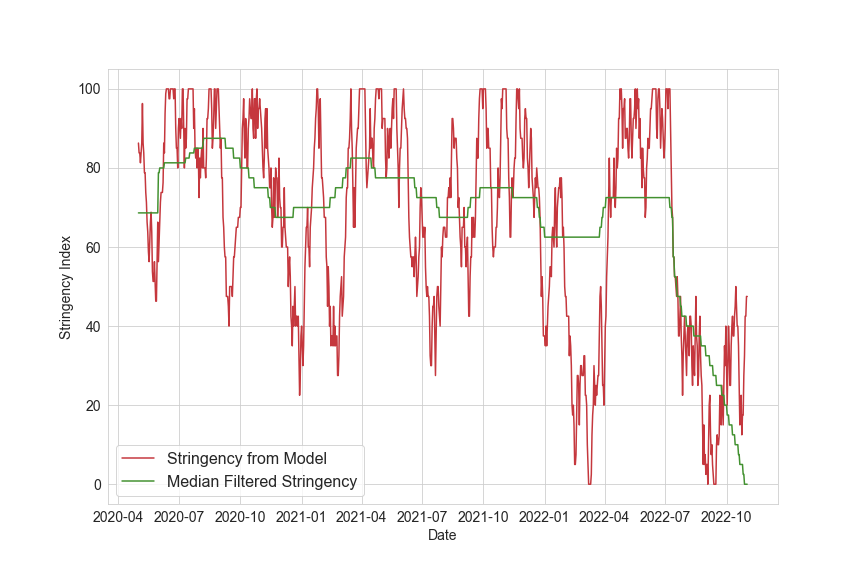 100
80
60
40
20
0
Stringency Index
Stringency from Model
Median Filtered Stringency
2020-04 2020-07 2020-10 2021-01 2021-04 2021-07 2021-10 2022-01 2022-04 2022-07 2022-10
Date